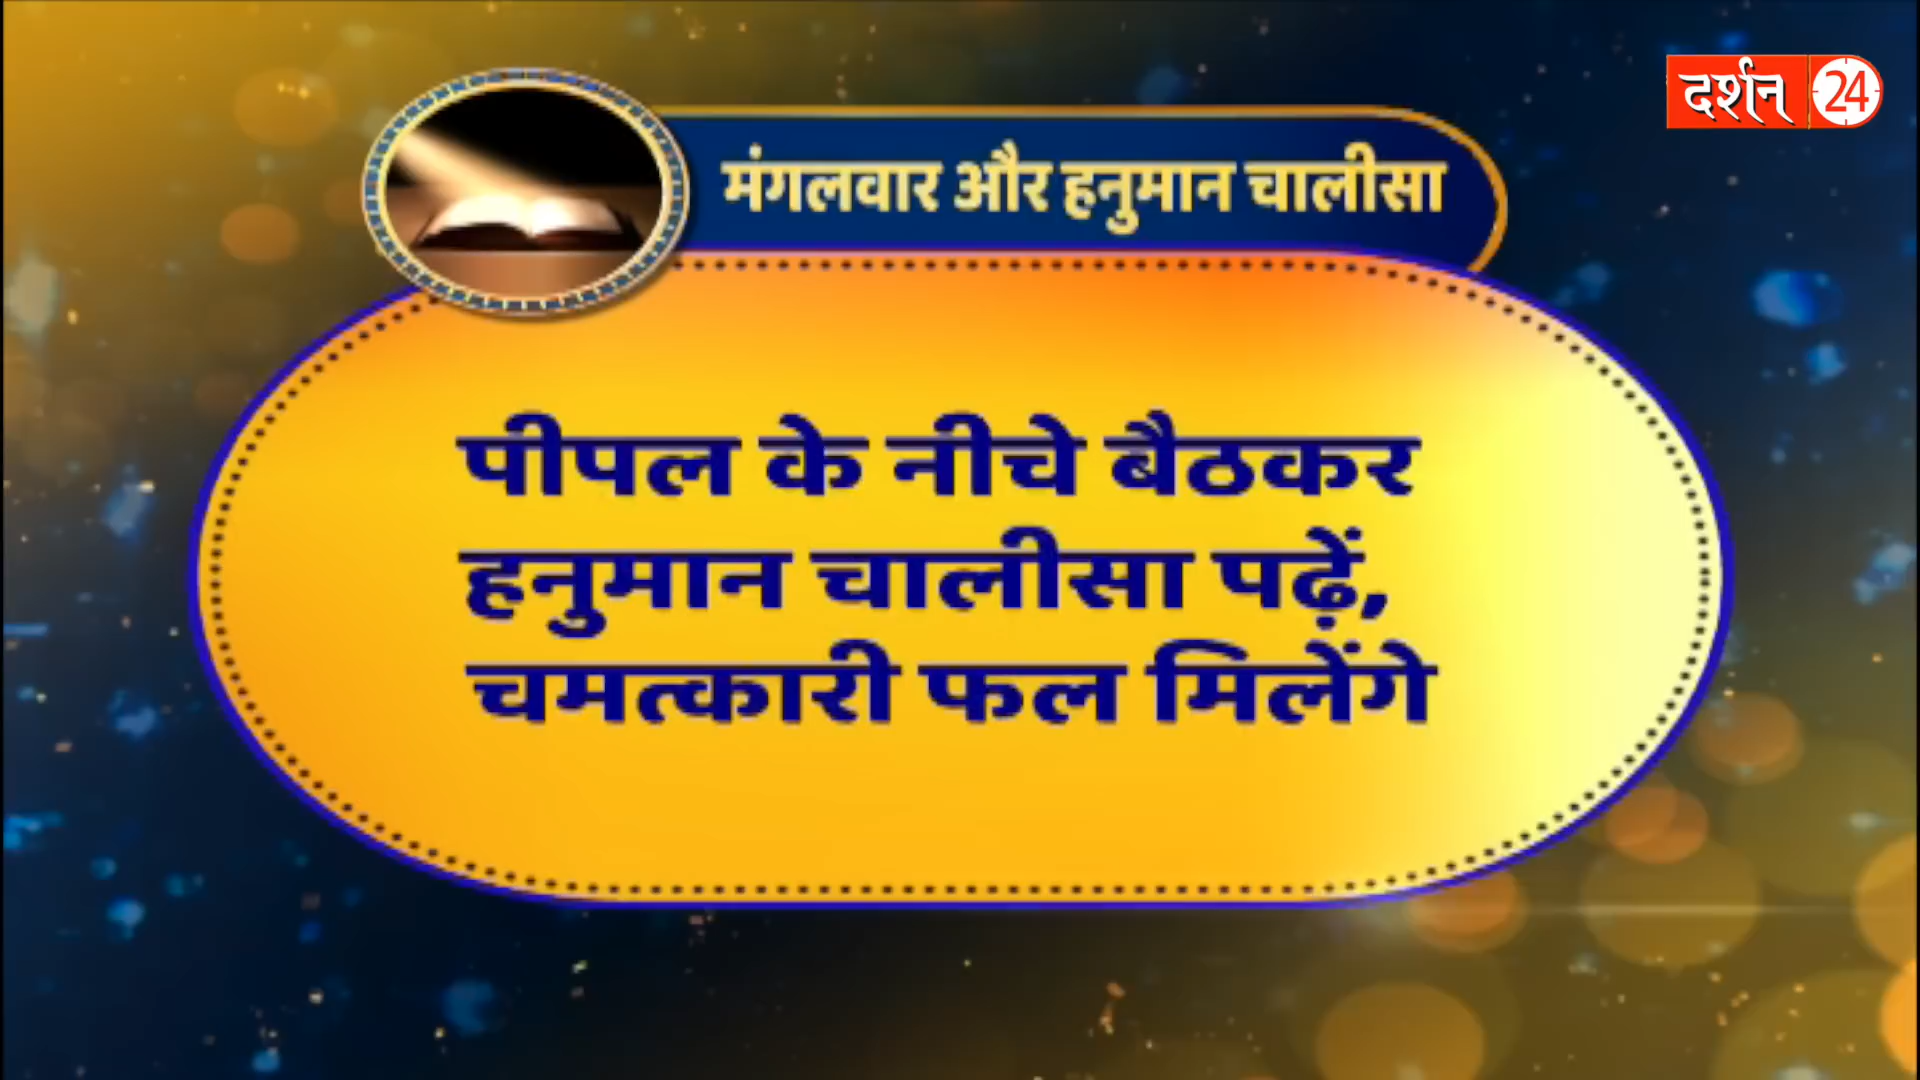 दर्शन 24
मंगलवार और हनुमान चालीसा
पीपल के नीचे बैठकर
हनुमान चालीसा पढ़ें,
चमत्कारी फल मिलेंगे